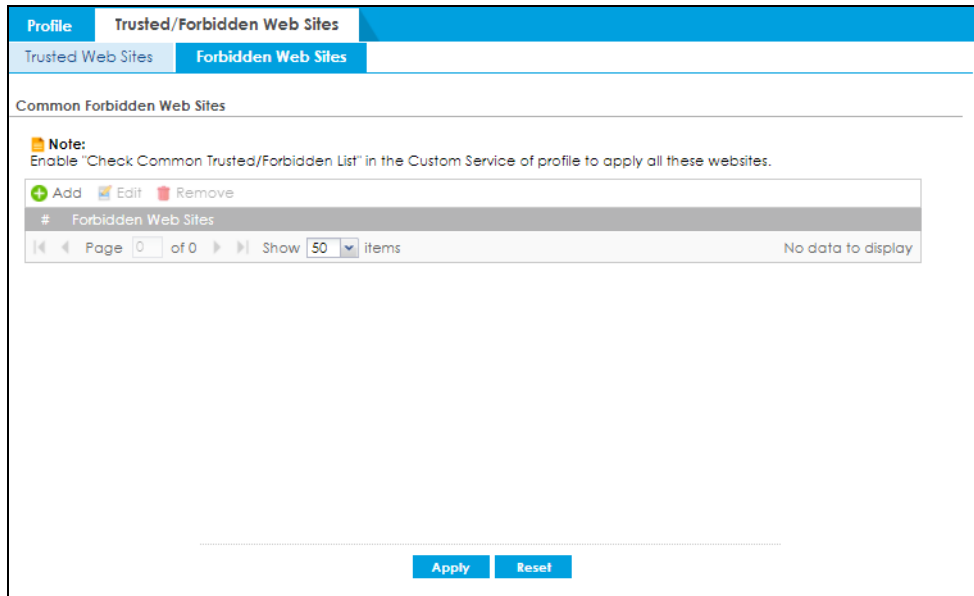 Profile Trusted/Forbidden Web Sites
Trusted Web Sites Forbidden Web Sites
Common Forbidden Web Sites
Note:
Enable "Check Common Trusted/Forbidden List" in the Custom Service of profile to apply all these websites.
Add Edit Remove
# Forbidden Web Sites
Page 0 of 0 Show 50 items No data to display
Apply Reset